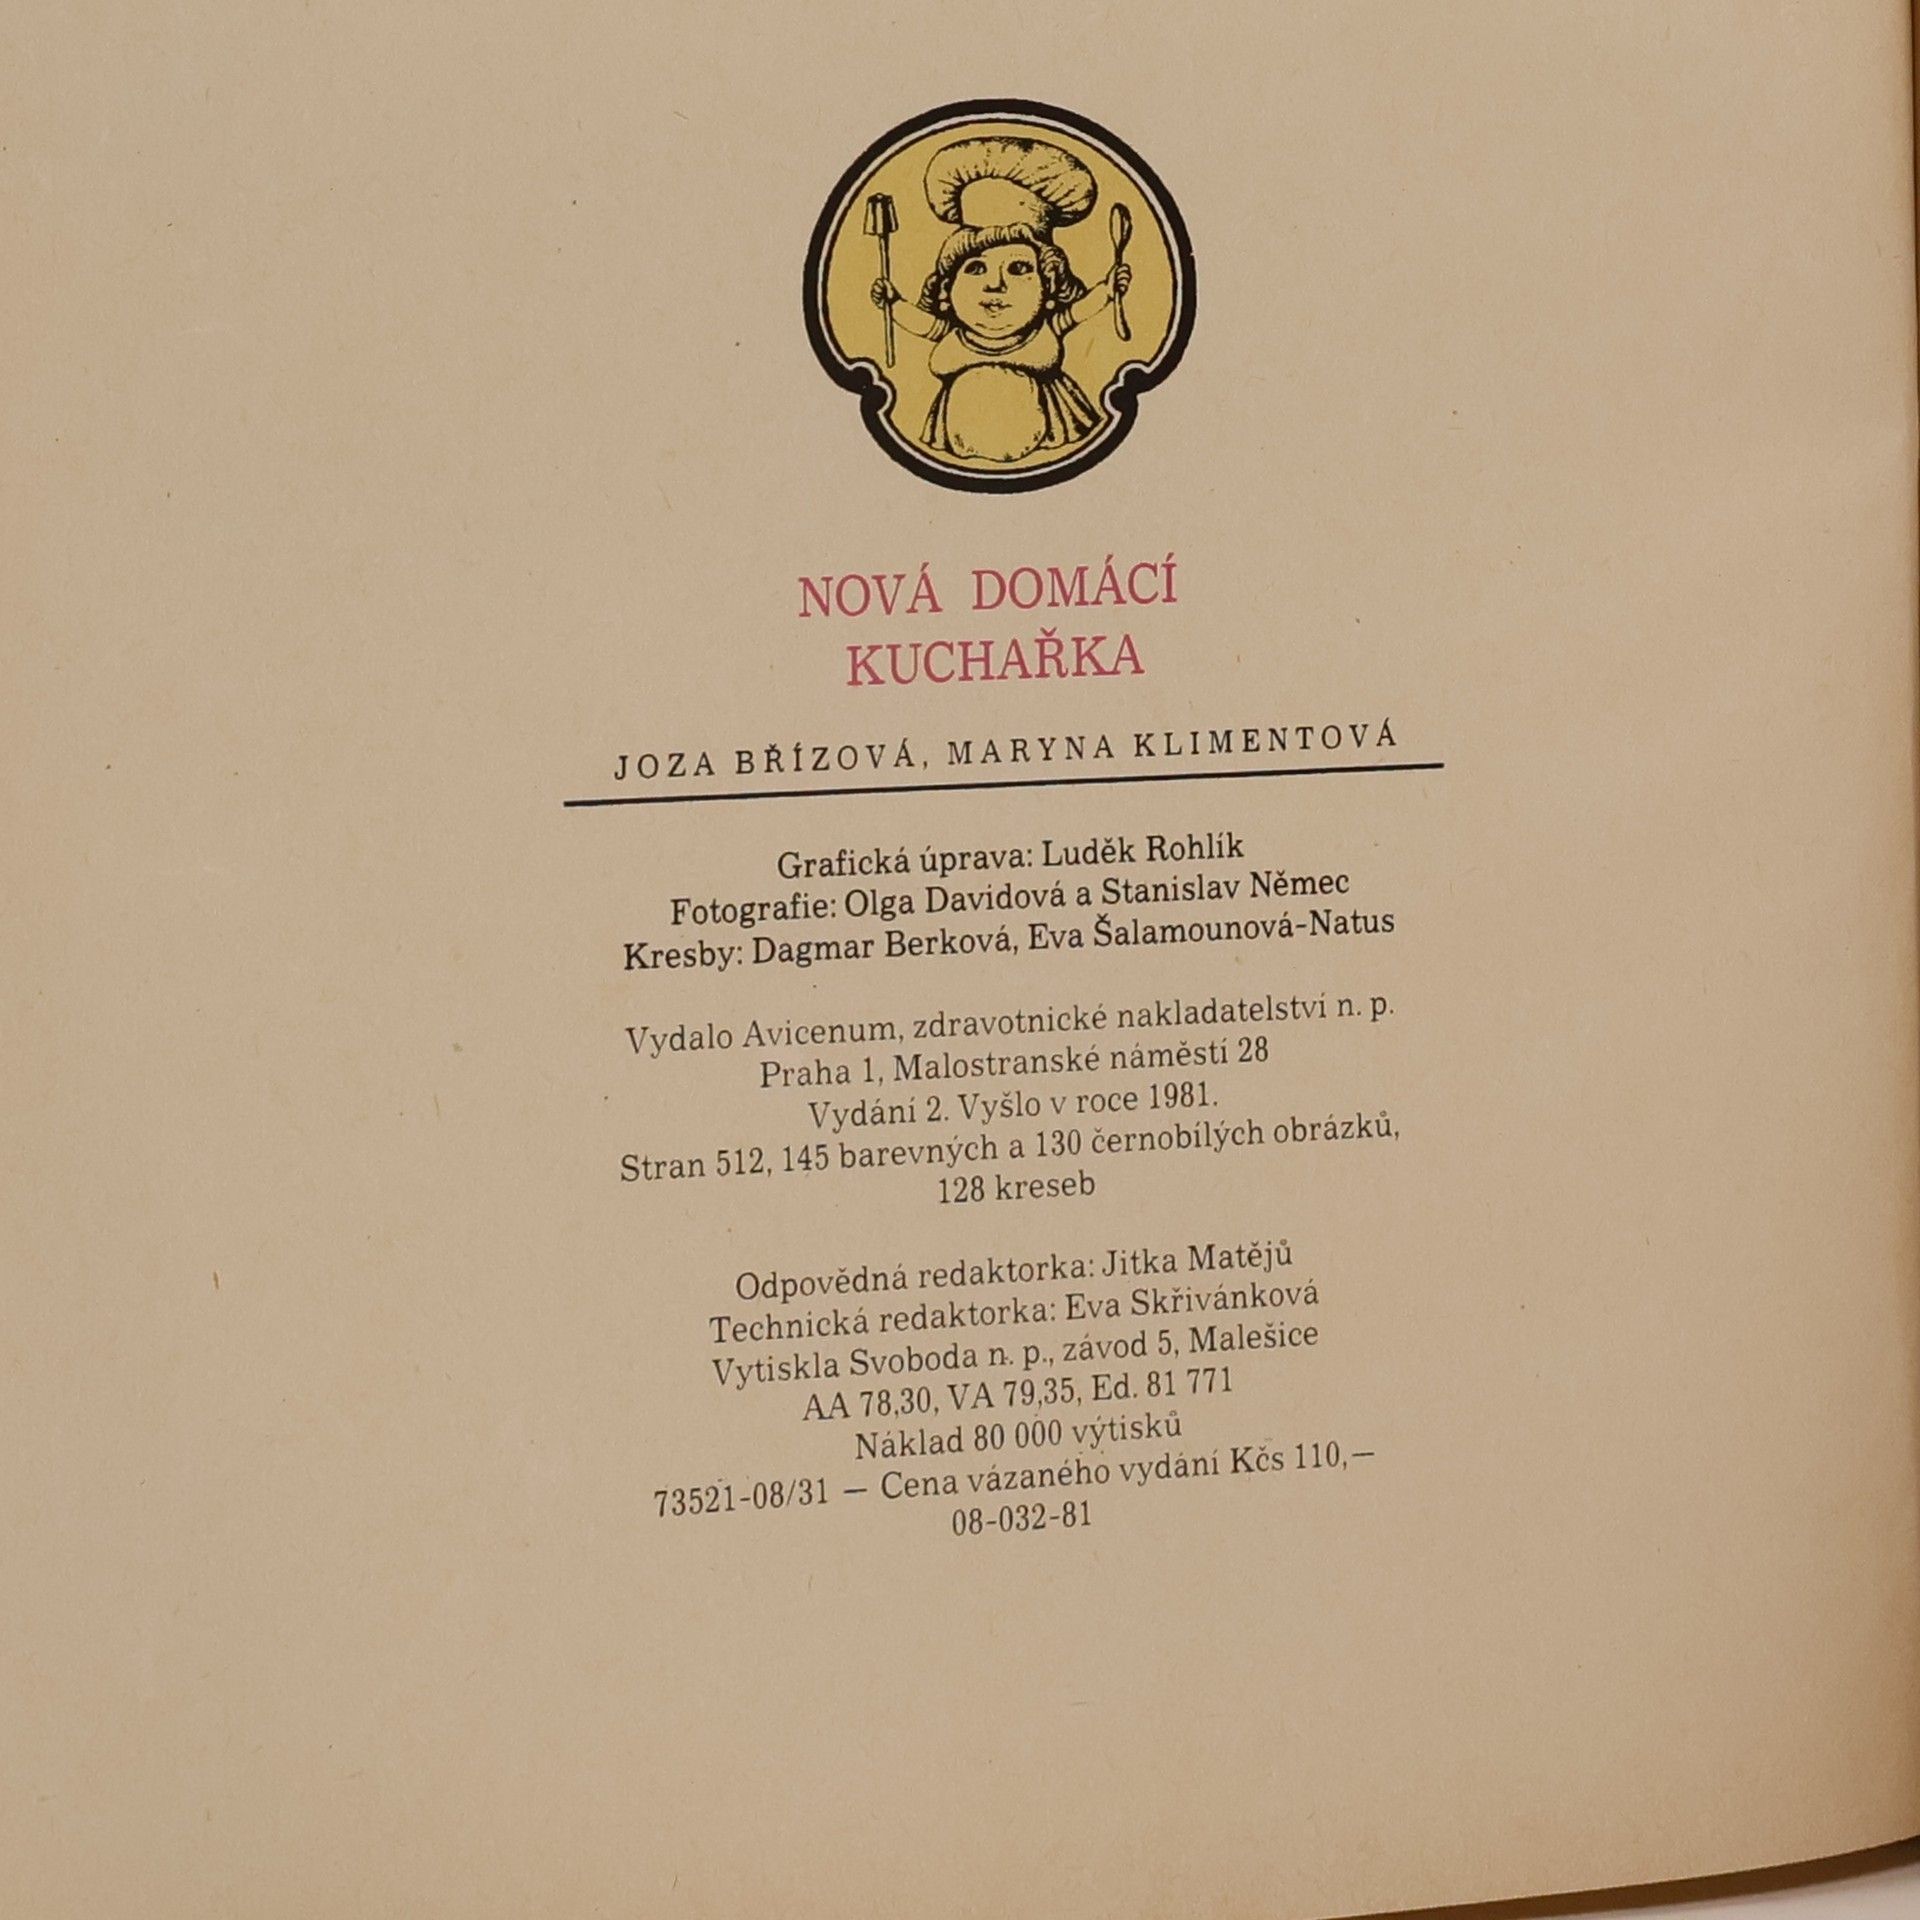 NOVÁ DOMÁCÍ
KUCHAŘKA
JOZA BŘÍZOVÁ, MARYNA KLIMENTOVÁ
Grafická úprava: Luděk Rohlík
Fotografie: Olga Davidová a Stanislav Němec
Kresby: Dagmar Berková, Eva Šalamounová-Natus
Vydalo Avicenum, zdravotnické nakladatelství n. p.
Praha 1, Malostranské náměstí 28
Vydání 2. Vyšlo v roce 1981.
Stran 512, 145 barevných a 130 černobílých obrázků,
128 kreseb
Odpovědná redaktorka: Jitka Matějů
Technická redaktorka: Eva Skřivánková
Vytiskla Svoboda n. p., závod 5, Malešice
AA 78,30, VA 79,35, Ed. 81 771
Náklad 80 000 výtisků
73521-08/31 — Cena vázaného vydání Kčs 110,—
08-032-81